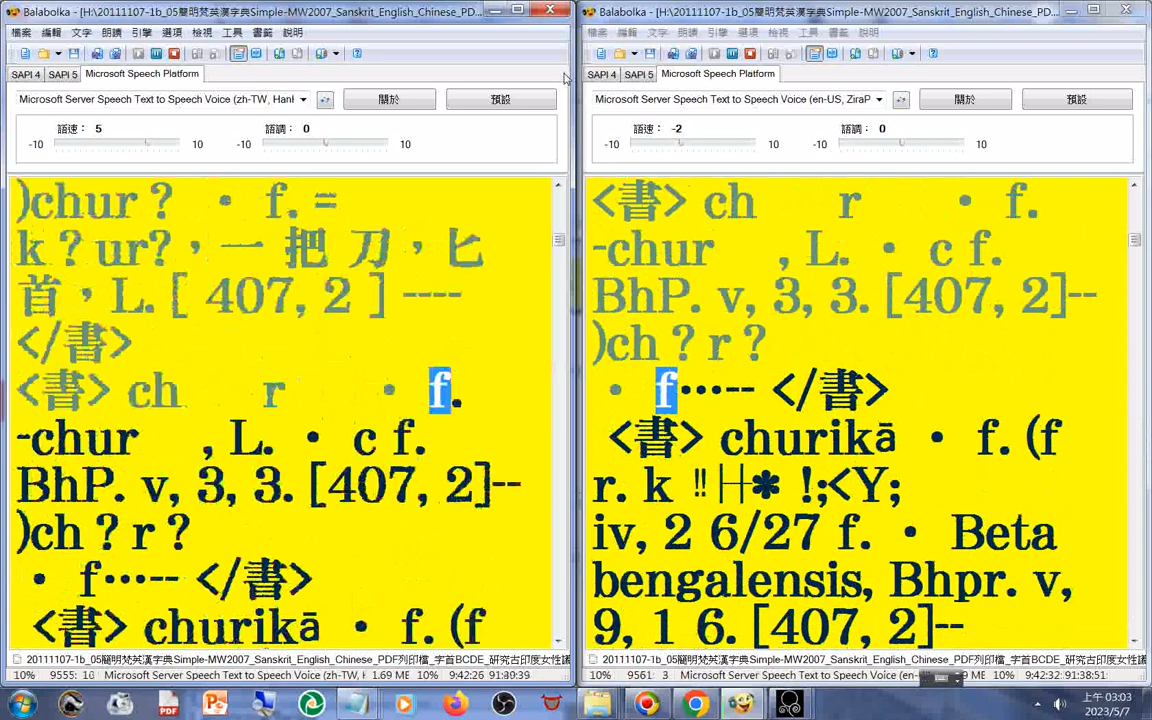 Balabolka - [H:\20111107-1b_05簡明梵英漢字典Simple-MW2007_Sanskrit_English_Chinese_PD...
檔案 編輯 文字 朗讀 引擎 選項 檢視 工具 書籤 說明
SAPI 4 SAPI 5 Microsoft Speech Platform
Microsoft Server Speech Text to Speech Voice (zh-TW, HanH 關於 預設
語速： 5 語調： 0
-10 10 -10 10
)chur ? • f. =
k ? ur?，一 把 刀，匕
首，L. [ 407, 2 ] ----
</書>
<書> ch r • f.
-chur , L. • c f.
BhP. v, 3, 3. [407, 2]--
)ch ? r ?
• f···-- </書>
<書> churikā • f. (f
20111107-1b_05簡明梵英漢字典Simple-MW2007_Sanskrit_English_Chinese_PDF列印檔_字首BCDE_研究古印度女性議
10% 9555: 10 Microsoft Server Speech Text to Speech Voice (zh-TW, H 1.69 MB 10% 9:42:26 91:39:39
Balabolka - [H:\20111107-1b_05簡明梵英漢字典Simple-MW2007_Sanskrit_English_Chinese_PD...
檔案 編輯 文字 朗讀 引擎 選項 檢視 工具 書籤 說明
SAPI 4 SAPI 5 Microsoft Speech Platform
Microsoft Server Speech Text to Speech Voice (en-US, ZiraP 關於 預設
語速： -2 語調： 0
-10 10 -10 10
<書> ch r • f.
-chur , L. • c f.
BhP. v, 3, 3. [407, 2]--
)ch ? r ?
• f···-- </書>
<書> churikā • f. (f
r. k ‼├✽ !;<Y;
iv, 2 6/27 f. • Beta
bengalensis, Bhpr. v,
9, 1 6. [407, 2]--
20111107-1b_05簡明梵英漢字典Simple-MW2007_Sanskrit_English_Chinese_PDF列印檔_字首BCDE_研究古印度女性議
10% 9561: 3 Microsoft Server Speech Text to Speech Voice 10% 9:42:32 91:38:51
上午 03:03
2023/5/7